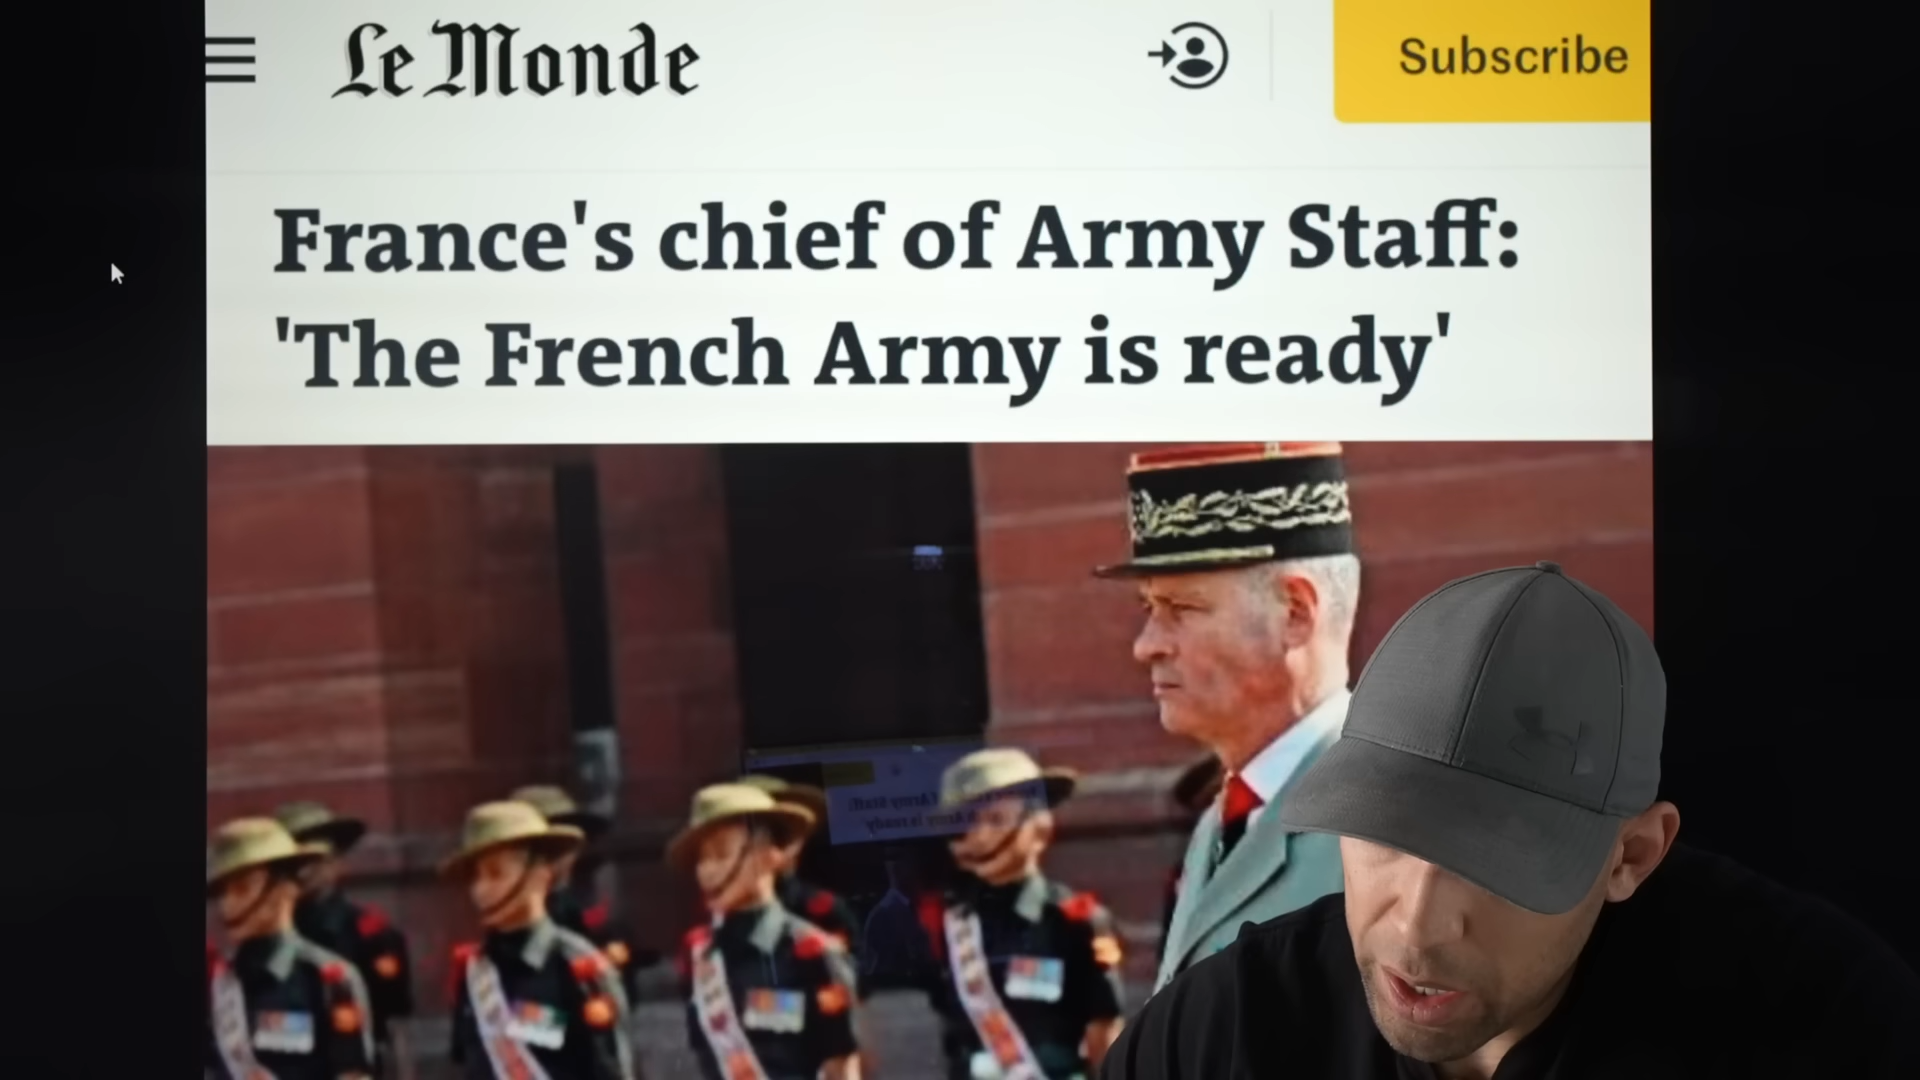 Le Monde
Subscribe
France's chief of Army Staff:
'The French Army is ready'